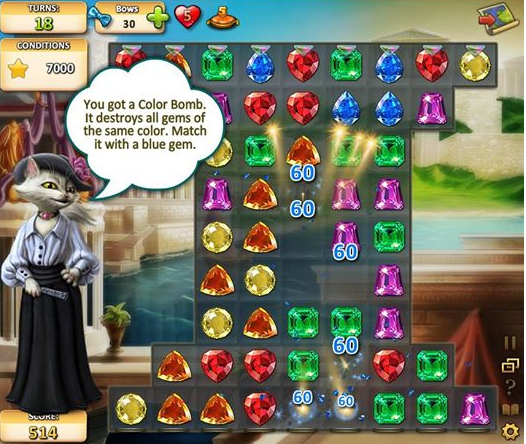 TURNS:
18
Bows
30
5
5
CONDITIONS
7000
You got a Color Bomb.
It destroys all gems of
the same color. Match
it with a blue gem.
60
60
60
60
60
60
SCORE:
514